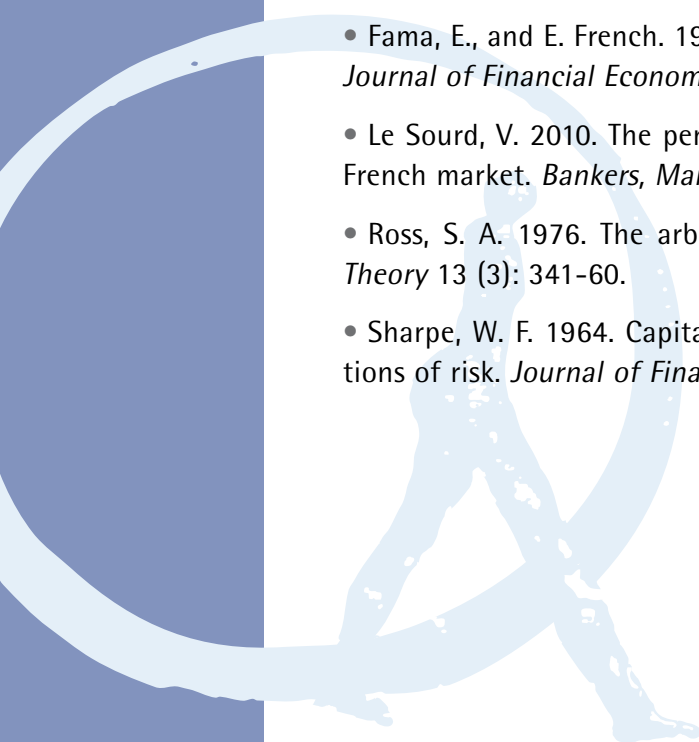 • Fama, E., and E. French. 19
Journal of Financial Econom
• Le Sourd, V. 2010. The per
French market. Bankers, Mar
• Ross, S. A. 1976. The arb
Theory 13 (3): 341-60.
• Sharpe, W. F. 1964. Capita
tions of risk. Journal of Fina